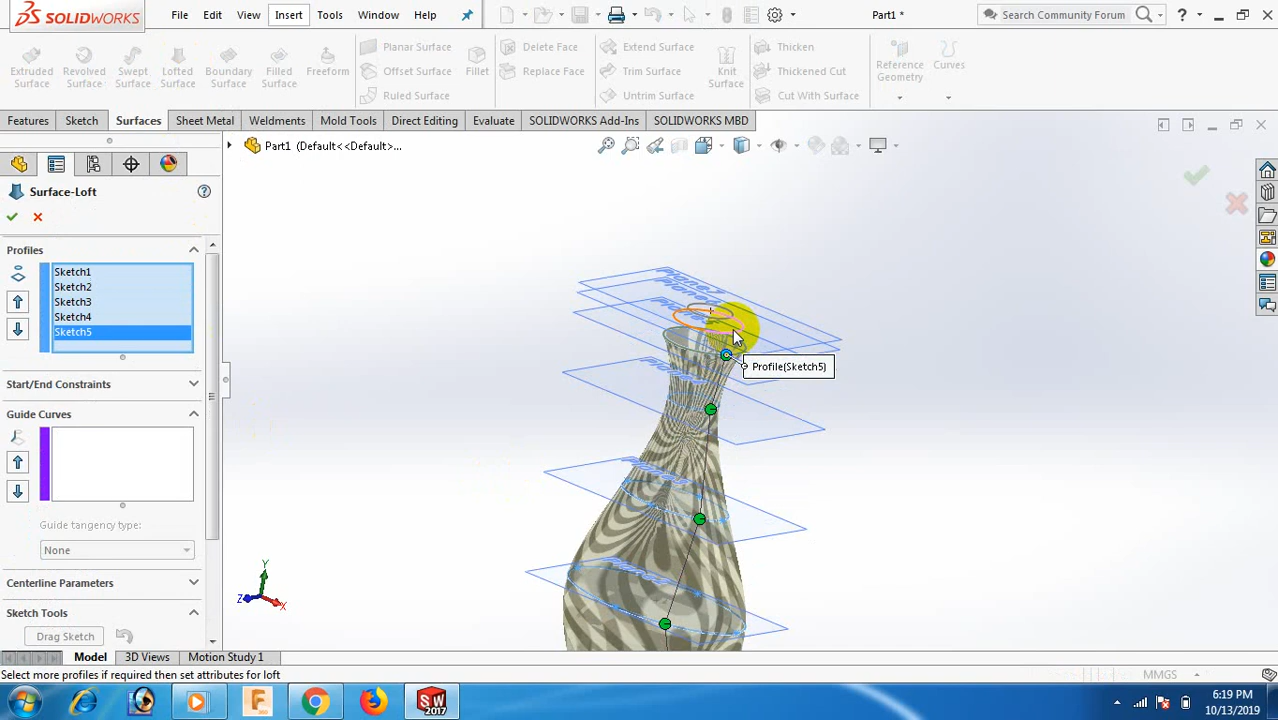 SOLIDWORKS
File Edit View Insert Tools Window Help
Part1 *
Search Community Forum
?
Extruded Surface
Revolved Surface
Swept Surface
Lofted Surface
Boundary Surface
Filled Surface
Freeform
Planar Surface
Offset Surface
Ruled Surface
Fillet
Delete Face
Replace Face
Extend Surface
Trim Surface
Untrim Surface
Knit Surface
Thicken
Thickened Cut
Cut With Surface
Reference Geometry
Curves
Features Sketch Surfaces Sheet Metal Weldments Mold Tools Direct Editing Evaluate SOLIDWORKS Add-Ins SOLIDWORKS MBD
Part1 (Default<<Default>...
Surface-Loft
?
Profiles
Sketch1
Sketch2
Sketch3
Sketch4
Sketch5
Start/End Constraints
Guide Curves
Guide tangency type:
None
Centerline Parameters
Sketch Tools
Drag Sketch
Profile(Sketch5)
Y
Z
X
Model 3D Views Motion Study 1
Select more profiles if required then set attributes for loft
MMGS
SW 2017
6:19 PM
10/13/2019